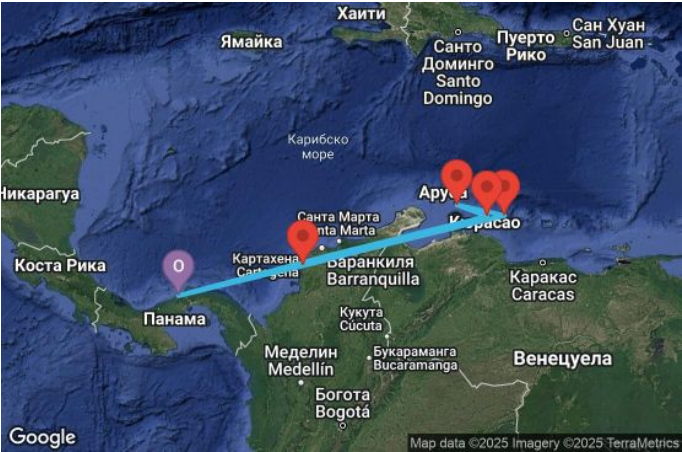 Хаити
Ямайка
Санто
Доминго
Santo
Domingo
Пуерто
Рико
Сан Хуан
San Juan
Карибско
море
Никарагуа
Аруба
Кюрасао
Санта Марта
Santa Marta
Картахена
Cartagena
Баранкиля
Barranquilla
Коста Рика
O
Панама
Каракас
Caracas
Кукута
Cúcuta
Меделин
Medellín
Букараманга
Bucaramanga
Венецуела
Богота
Bogotá
Google
Map data ©2025 Imagery ©2025 TerraMetrics